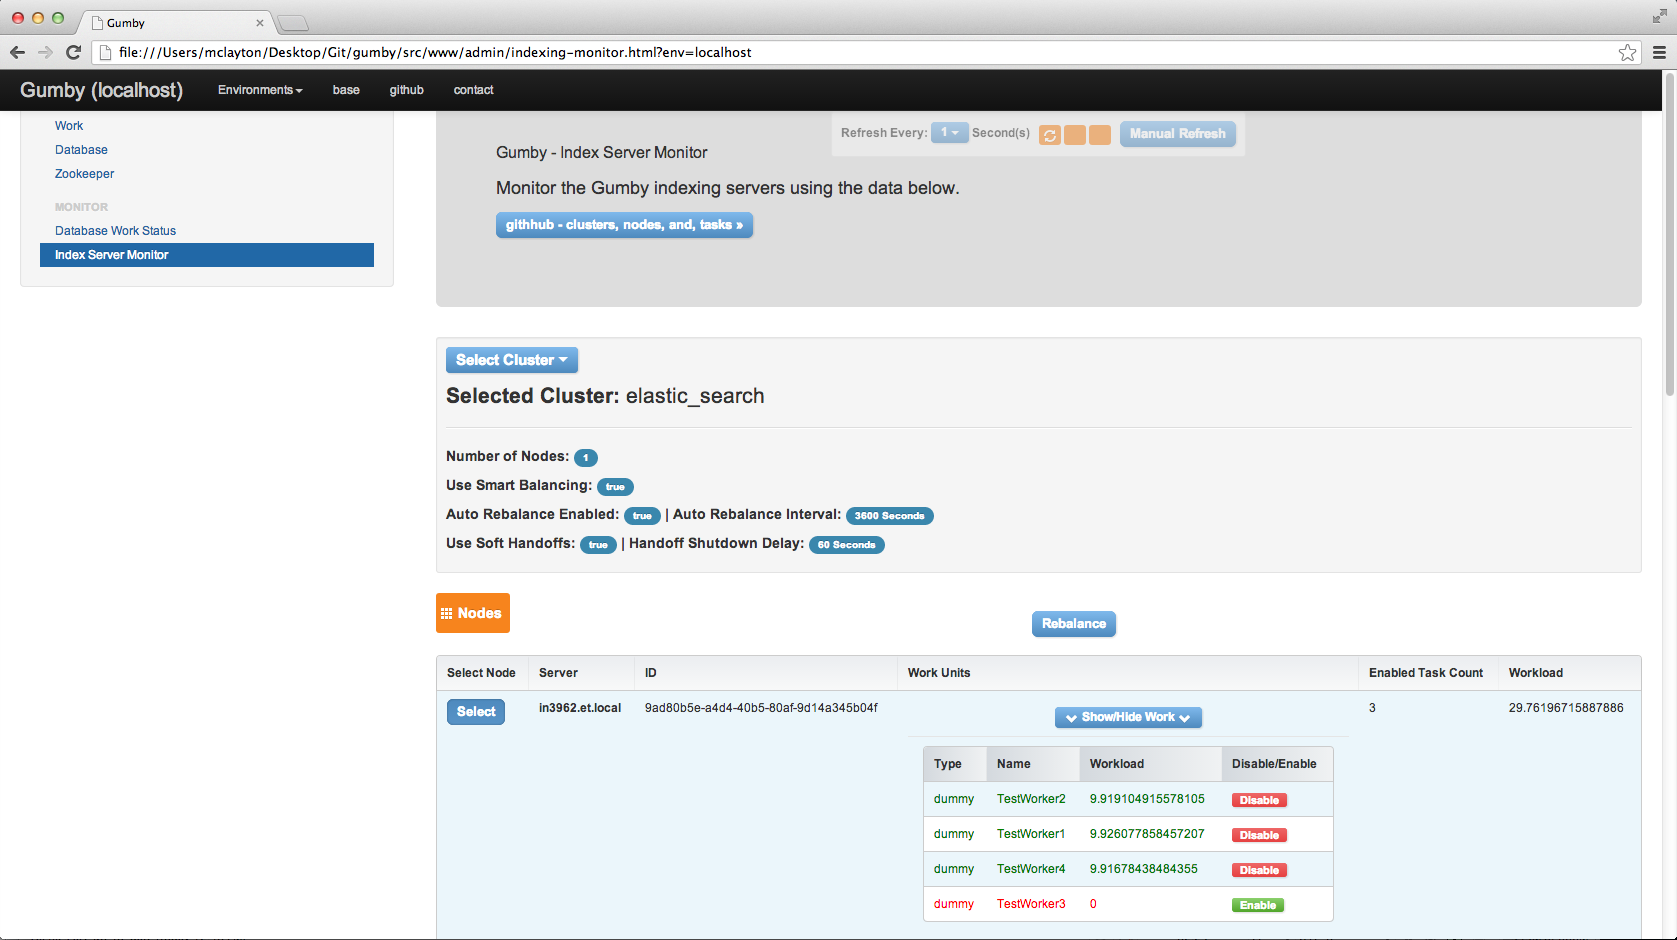 Gumby
file:///Users/mclayton/Desktop/Git/gumby/src/www/admin/indexing-monitor.html?env=localhost
Gumby (localhost) Environments base github contact
Work
Database
Zookeeper
MONITOR
Database Work Status
Index Server Monitor
Refresh Every: 1 Second(s) Manual Refresh
Gumby - Index Server Monitor
Monitor the Gumby indexing servers using the data below.
githhub - clusters, nodes, and, tasks »
Select Cluster
Selected Cluster: elastic_search
Number of Nodes: 1
Use Smart Balancing: true
Auto Rebalance Enabled: true | Auto Rebalance Interval: 3600 Seconds
Use Soft Handoffs: true | Handoff Shutdown Delay: 60 Seconds
Nodes
Rebalance
Select Node Server ID Work Units Enabled Task Count Workload
Select in3962.et.local 9ad80b5e-a4d4-40b5-80af-9d14a345b04f Show/Hide Work 3 29.76196715887886
Type Name Workload Disable/Enable
dummy TestWorker2 9.919104915578105 Disable
dummy TestWorker1 9.926077858457207 Disable
dummy TestWorker4 9.91678438484355 Disable
dummy TestWorker3 0 Enable